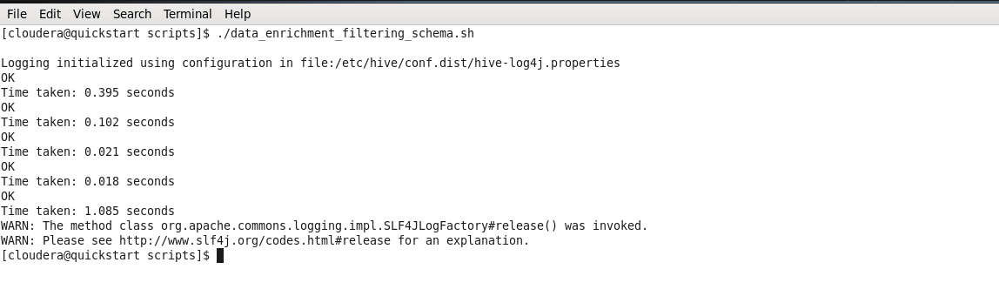 File Edit View Search Terminal Help
[cloudera@quickstart scripts]$ ./data_enrichment_filtering_schema.sh
Logging initialized using configuration in file:/etc/hive/conf.dist/hive-log4j.properties
OK
Time taken: 0.395 seconds
OK
Time taken: 0.102 seconds
OK
Time taken: 0.021 seconds
OK
Time taken: 0.018 seconds
OK
Time taken: 1.085 seconds
WARN: The method class org.apache.commons.logging.impl.SLF4JLogFactory#release() was invoked.
WARN: Please see http://www.slf4j.org/codes.html#release for an explanation.
[cloudera@quickstart scripts]$